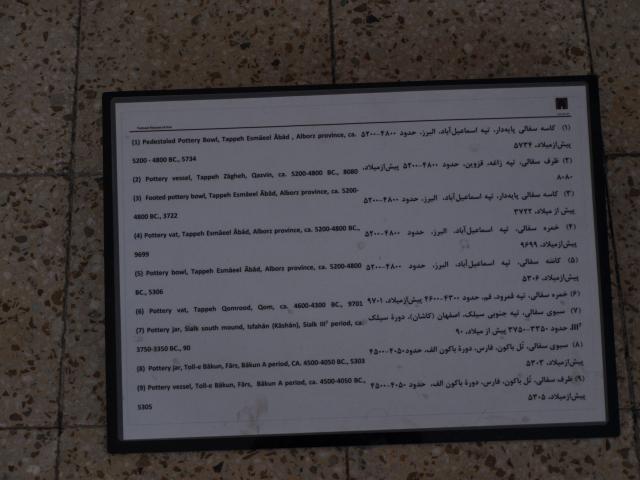 (1) Pedestaled Pottery Bowl, Tappeh Esmāeel Ābād , Alborz province, ca.
5200 - 4800 BC., 5734
(2) Pottery vessel, Tappeh Zāgheh, Qazvin, ca. 5200-4800 BC., 8080
(3) Footed pottery bowl, Tappeh Esmāeel Ābād, Alborz province, ca. 5200-
4800 BC., 3722
(4) Pottery vat, Tappeh Esmāeel Ābād, Alborz province, ca. 5200-4800 BC.,
9699
(5) Pottery bowl, Tappeh Esmāeel Ābād, Alborz province, ca. 5200-4800
BC., 5306
(6) Pottery vat, Tappeh Qomrood, Qom, ca. 4600-4300 BC., 9701
(7) Pottery jar, Sialk south mound, Isfahān (Kāshān), Sialk III³ period, ca.
3750-3350 BC., 90
(8) Pottery jar, Toll-e Bākun, Fārs, Bākun A period, CA. 4500-4050 BC., 5303
(9) Pottery vessel, Toll-e Bākun, Fārs, Bākun A period, ca. 4500-4050 BC.,
5305
(۱) کاسه سفالی پایه‌دار، تپه اسماعیل‌آباد، البرز، حدود ۴۸۰۰-۵۲۰۰
پیش‌ازمیلاد، ۵۷۳۴
(۲) ظرف سفالی، تپه زاغه، قزوین، حدود ۴۸۰۰-۵۲۰۰ پیش‌ازمیلاد،
۸۰۸۰
(۳) کاسه سفالی پایه‌دار، تپه اسماعیل‌آباد، البرز، حدود ۴۸۰۰-۵۲۰۰
پیش از میلاد، ۳۷۲۲
(۴) خمره سفالی، تپه اسماعیل‌آباد، البرز، حدود ۴۸۰۰-۵۲۰۰
پیش‌ازمیلاد، ۹۶۹۹
(۵) کاسه سفالی، تپه اسماعیل‌آباد، البرز، حدود ۴۸۰۰-۵۲۰۰
پیش‌ازمیلاد، ۵۳۰۶
(۶) خمره سفالی، تپه قمرود، قم، حدود ۴۳۰۰-۴۶۰۰ پیش‌ازمیلاد، ۹۷۰۱
(۷) سبوی سفالی، تپه جنوبی سیلک، اصفهان (کاشان)، دورهٔ سیلک
III³، حدود ۳۳۵۰-۳۷۵۰ پیش از میلاد، ۹۰
(۸) سبوی سفالی، تُل باکون، فارس، دورهٔ باکون الف، حدود ۴۰۵۰-۴۵۰۰
پیش‌ازمیلاد، ۵۳۰۳
(۹) ظرف سفالی، تُل باکون، فارس، دورهٔ باکون الف، حدود ۴۰۵۰-۴۵۰۰
پیش‌ازمیلاد، ۵۳۰۵